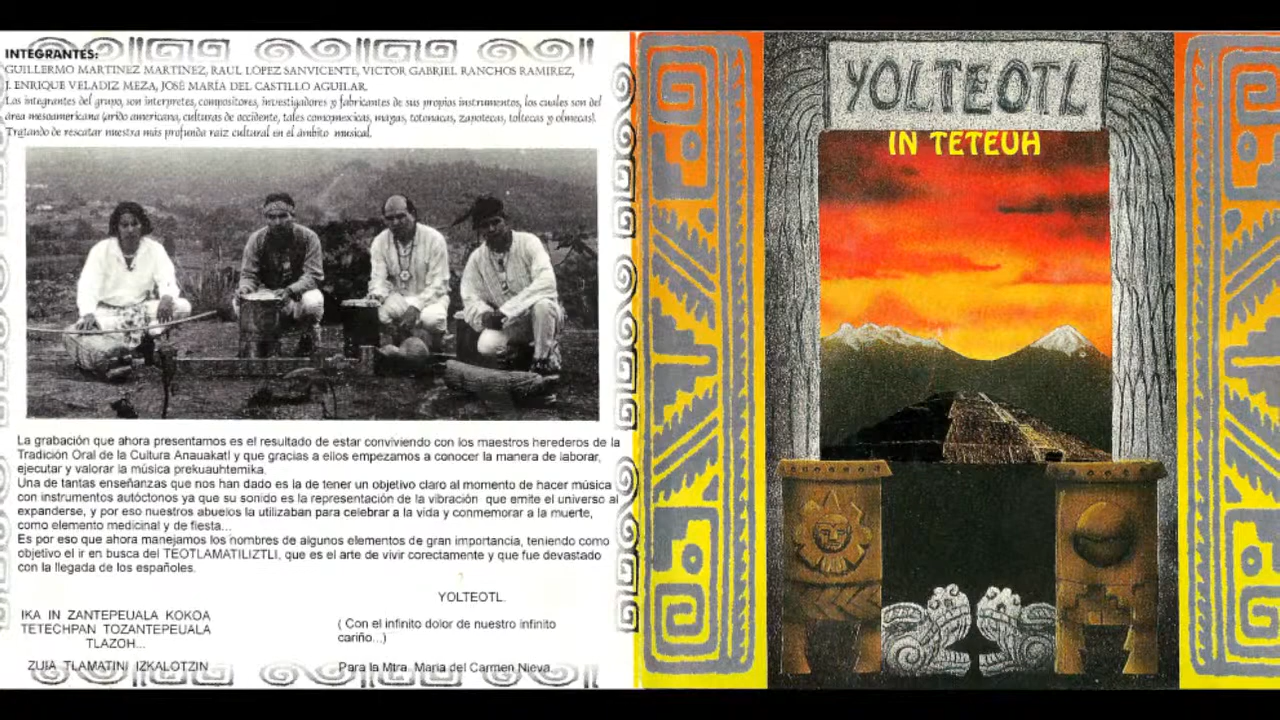 INTEGRANTES:
GUILLERMO MARTINEZ MARTINEZ, RAUL LÓPEZ SANVICENTE, VICTOR GABRIEL RANCHOS RAMIREZ,
J. ENRIQUE VELADIZ MEZA, JOSÉ MARÍA DEL CASTILLO AGUILAR.
Los integrantes del grupo, son interpretes, compositores, investigadores y fabricantes de sus propios instrumentos, los cuales son del
área mesoamericana (arido americana, culturas de occidente, tales comopmexicas, mayas, totonacas, zapotecas, toltecas y olmecas).
Tratando de rescatar nuestra más profunda raiz cultural en el ámbito musical.
La grabación que ahora presentamos es el resultado de estar conviviendo con los maestros herederos de la
Tradición Oral de la Cultura Anauakatl y que gracias a ellos empezamos a conocer la manera de laborar,
ejecutar y valorar la música prekuauhtemika.
Una de tantas enseñanzas que nos han dado es la de tener un objetivo claro al momento de hacer música
con instrumentos autóctonos ya que su sonido es la representación de la vibración que emite el universo al
expanderse, y por eso nuestros abuelos la utilizaban para celebrar a la vida y conmemorar a la muerte,
como elemento medicinal y de fiesta...
Es por eso que ahora manejamos los nombres de algunos elementos de gran importancia, teniendo como
objetivo el ir en busca del TEOTLAMATILIZTLI, que es el arte de vivir corectamente y que fue devastado
con la llegada de los españoles.
YOLTEOTL.
IKA IN ZANTEPEUALA KOKOA
TETECHPAN TOZANTEPEUALA
TLAZOH...
ZUIA TLAMATINI IZKALOTZIN
( Con el infinito dolor de nuestro infinito
cariño...)
Para la Mtra. Maria del Carmen Nieva.
YOLTEOTL
IN TETEUH